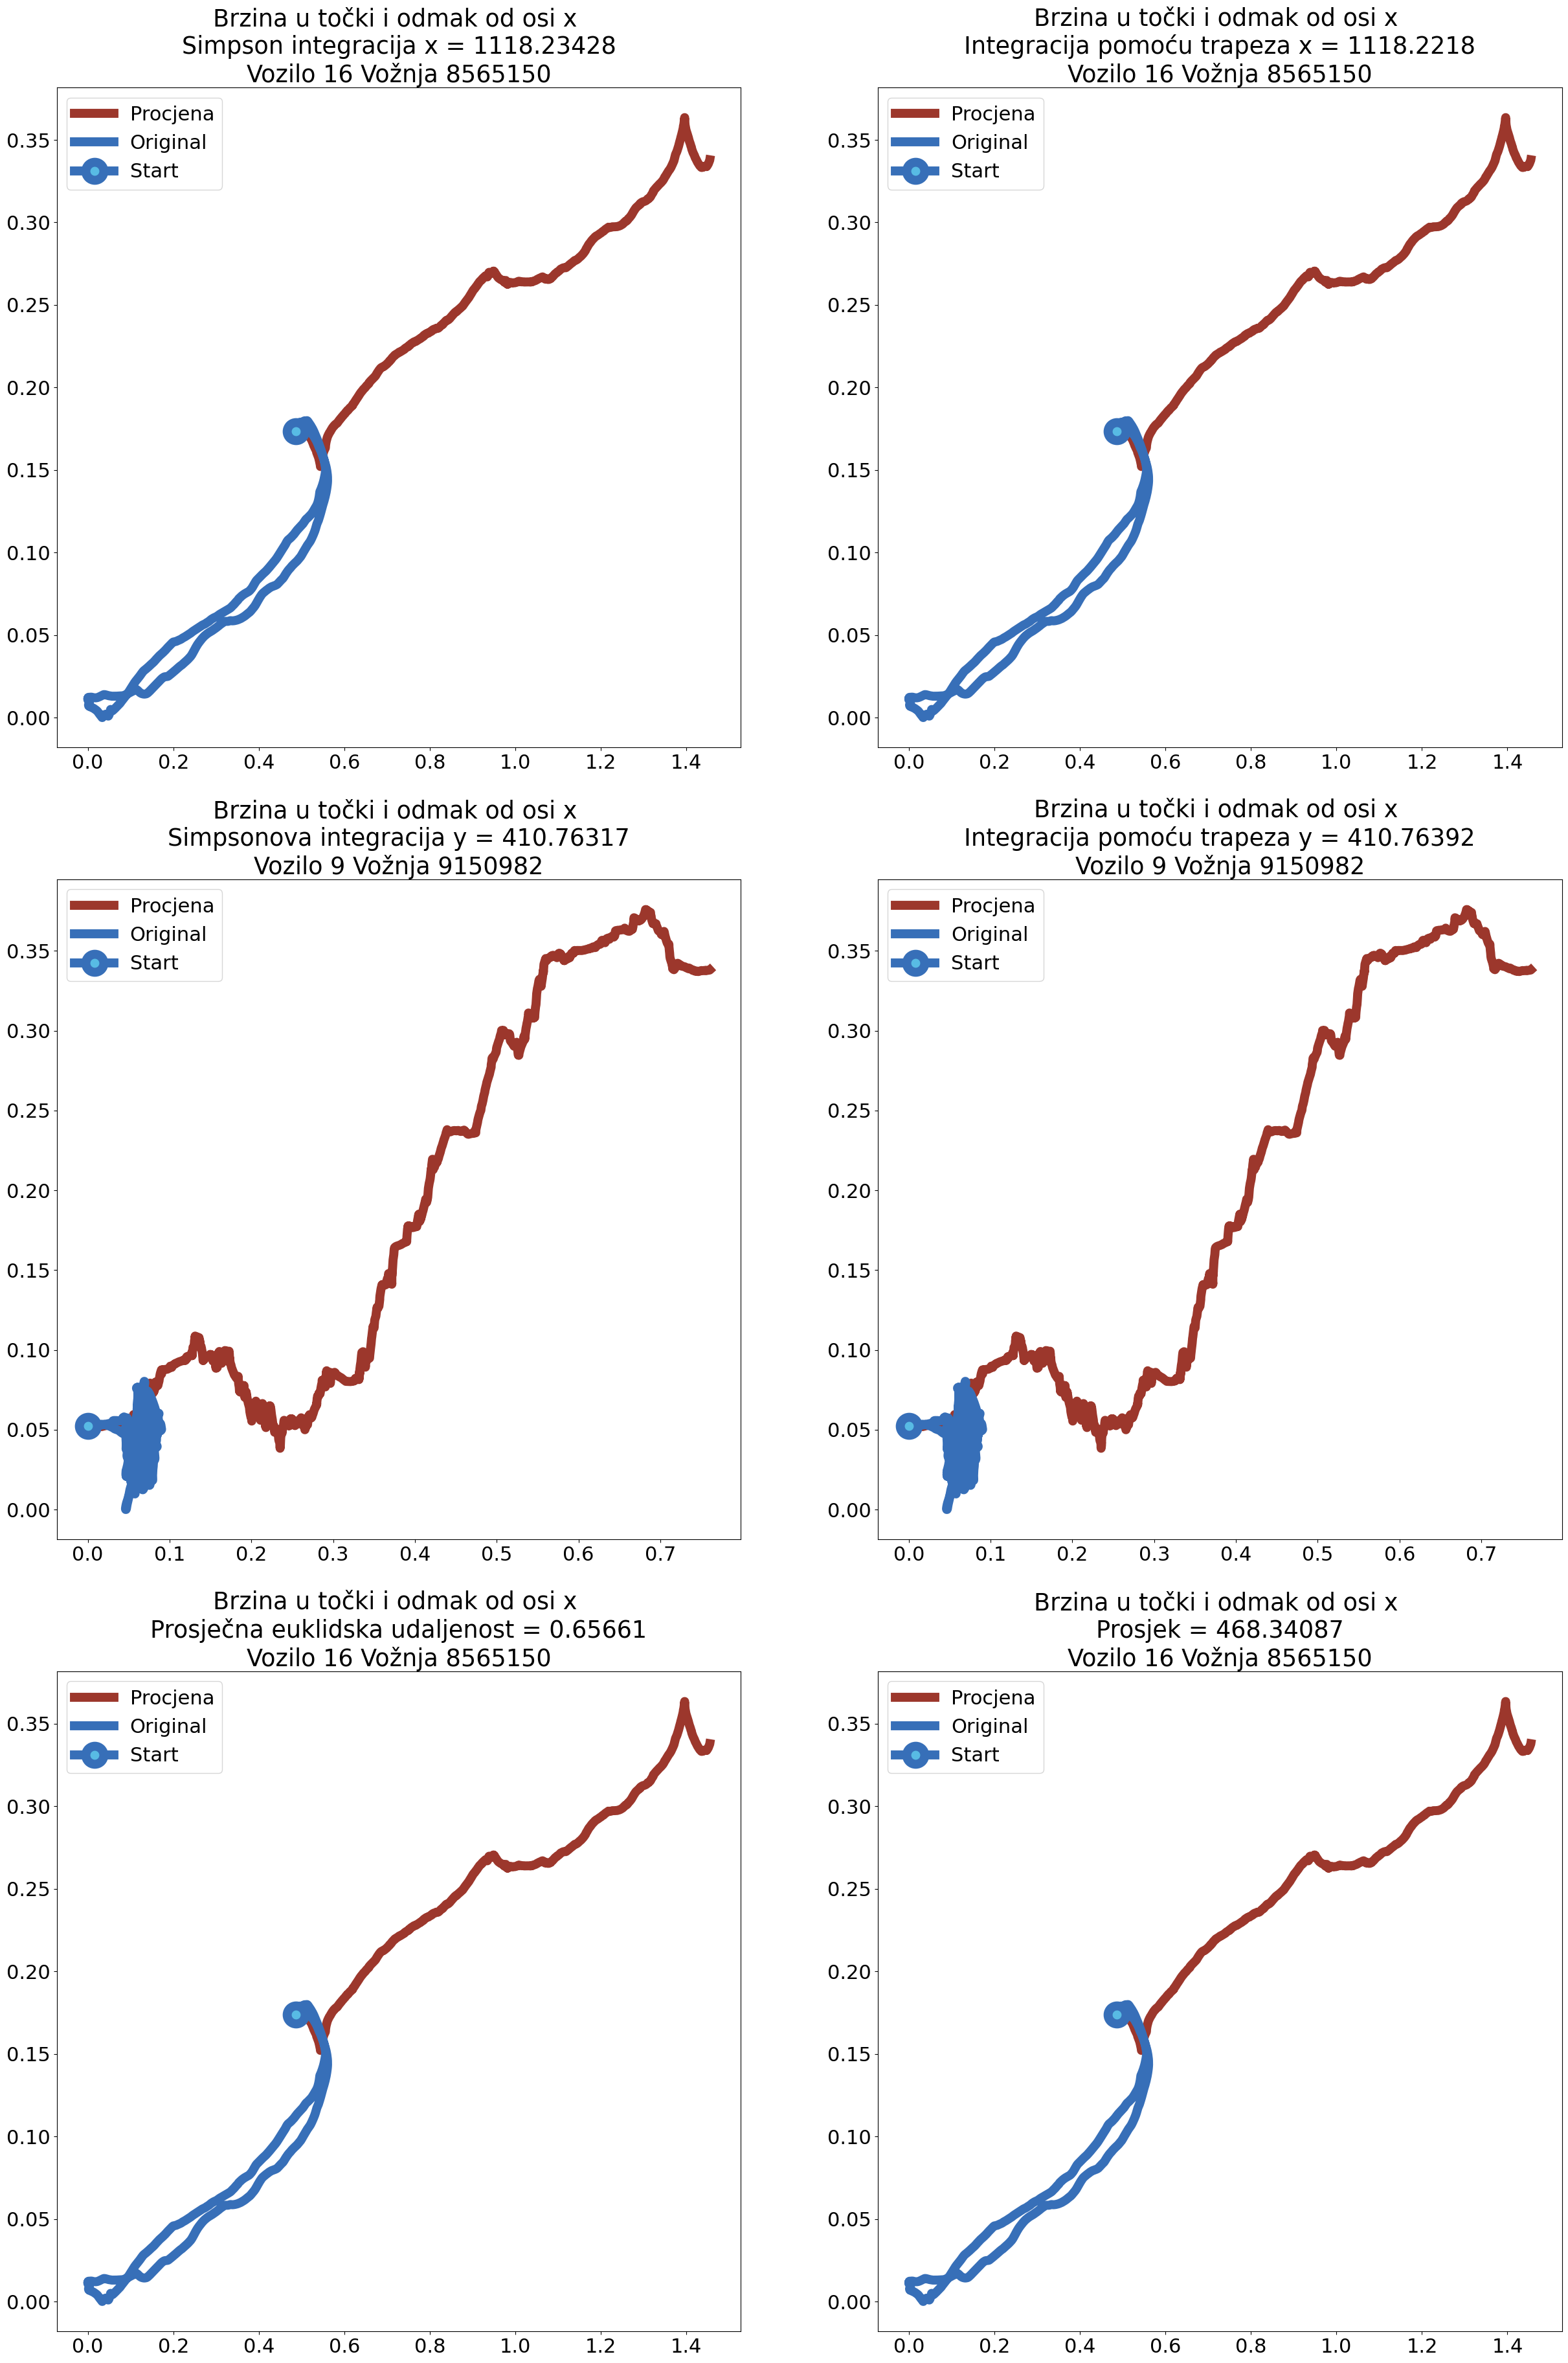 Brzina u točki i odmak od osi x
Simpson integracija x = 1118.23428
Vozilo 16 Vožnja 8565150
Procjena
Original
Start
0.35
0.30
0.25
0.20
0.15
0.10
0.05
0.00
0.0 0.2 0.4 0.6 0.8 1.0 1.2 1.4
Brzina u točki i odmak od osi x
Integracija pomoću trapeza x = 1118.2218
Vozilo 16 Vožnja 8565150
Procjena
Original
Start
0.35
0.30
0.25
0.20
0.15
0.10
0.05
0.00
0.0 0.2 0.4 0.6 0.8 1.0 1.2 1.4
Brzina u točki i odmak od osi x
Simpsonova integracija y = 410.76317
Vozilo 9 Vožnja 9150982
Procjena
Original
Start
0.35
0.30
0.25
0.20
0.15
0.10
0.05
0.00
0.0 0.1 0.2 0.3 0.4 0.5 0.6 0.7
Brzina u točki i odmak od osi x
Integracija pomoću trapeza y = 410.76392
Vozilo 9 Vožnja 9150982
Procjena
Original
Start
0.35
0.30
0.25
0.20
0.15
0.10
0.05
0.00
0.0 0.1 0.2 0.3 0.4 0.5 0.6 0.7
Brzina u točki i odmak od osi x
Prosječna euklidska udaljenost = 0.65661
Vozilo 16 Vožnja 8565150
Procjena
Original
Start
0.35
0.30
0.25
0.20
0.15
0.10
0.05
0.00
0.0 0.2 0.4 0.6 0.8 1.0 1.2 1.4
Brzina u točki i odmak od osi x
Prosjek = 468.34087
Vozilo 16 Vožnja 8565150
Procjena
Original
Start
0.35
0.30
0.25
0.20
0.15
0.10
0.05
0.00
0.0 0.2 0.4 0.6 0.8 1.0 1.2 1.4